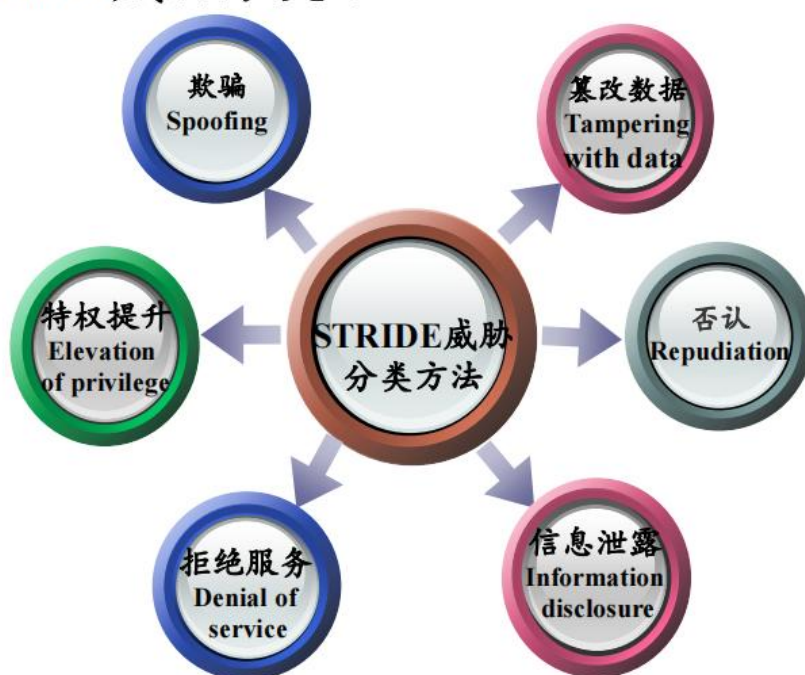 欺骗
Spoofing
篡改数据
Tampering
with data
特权提升
Elevation
of privilege
STRIDE威胁
分类方法
否认
Repudiation
拒绝服务
Denial of
service
信息泄露
Information
disclosure